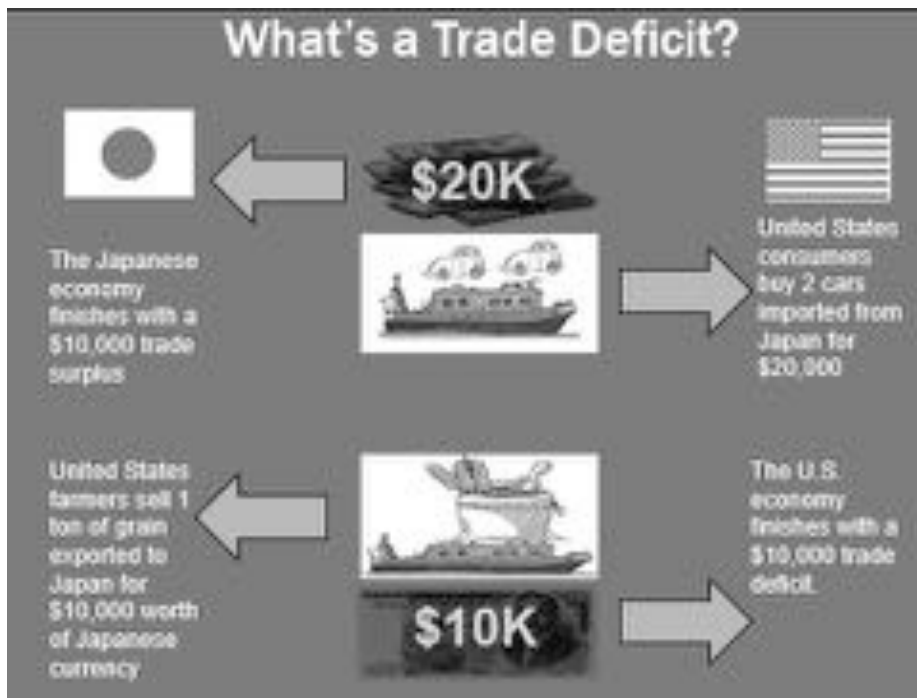 What's a Trade Deficit?
$20K
The Japanese
economy
finishes with a
$10,000 trade
surplus
United States
consumers
buy 2 cars
imported from
Japan for
$20,000
United States
farmers sell 1
ton of grain
exported to
Japan for
$10,000 worth
of Japanese
currency
$10K
The U.S.
economy
finishes with a
$10,000 trade
deficit.